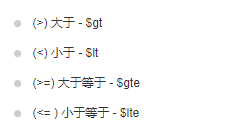 (>) 大于 - $gt
(<) 小于 - $lt
(>=) 大于等于 - $gte
(<= ) 小于等于 - $lte